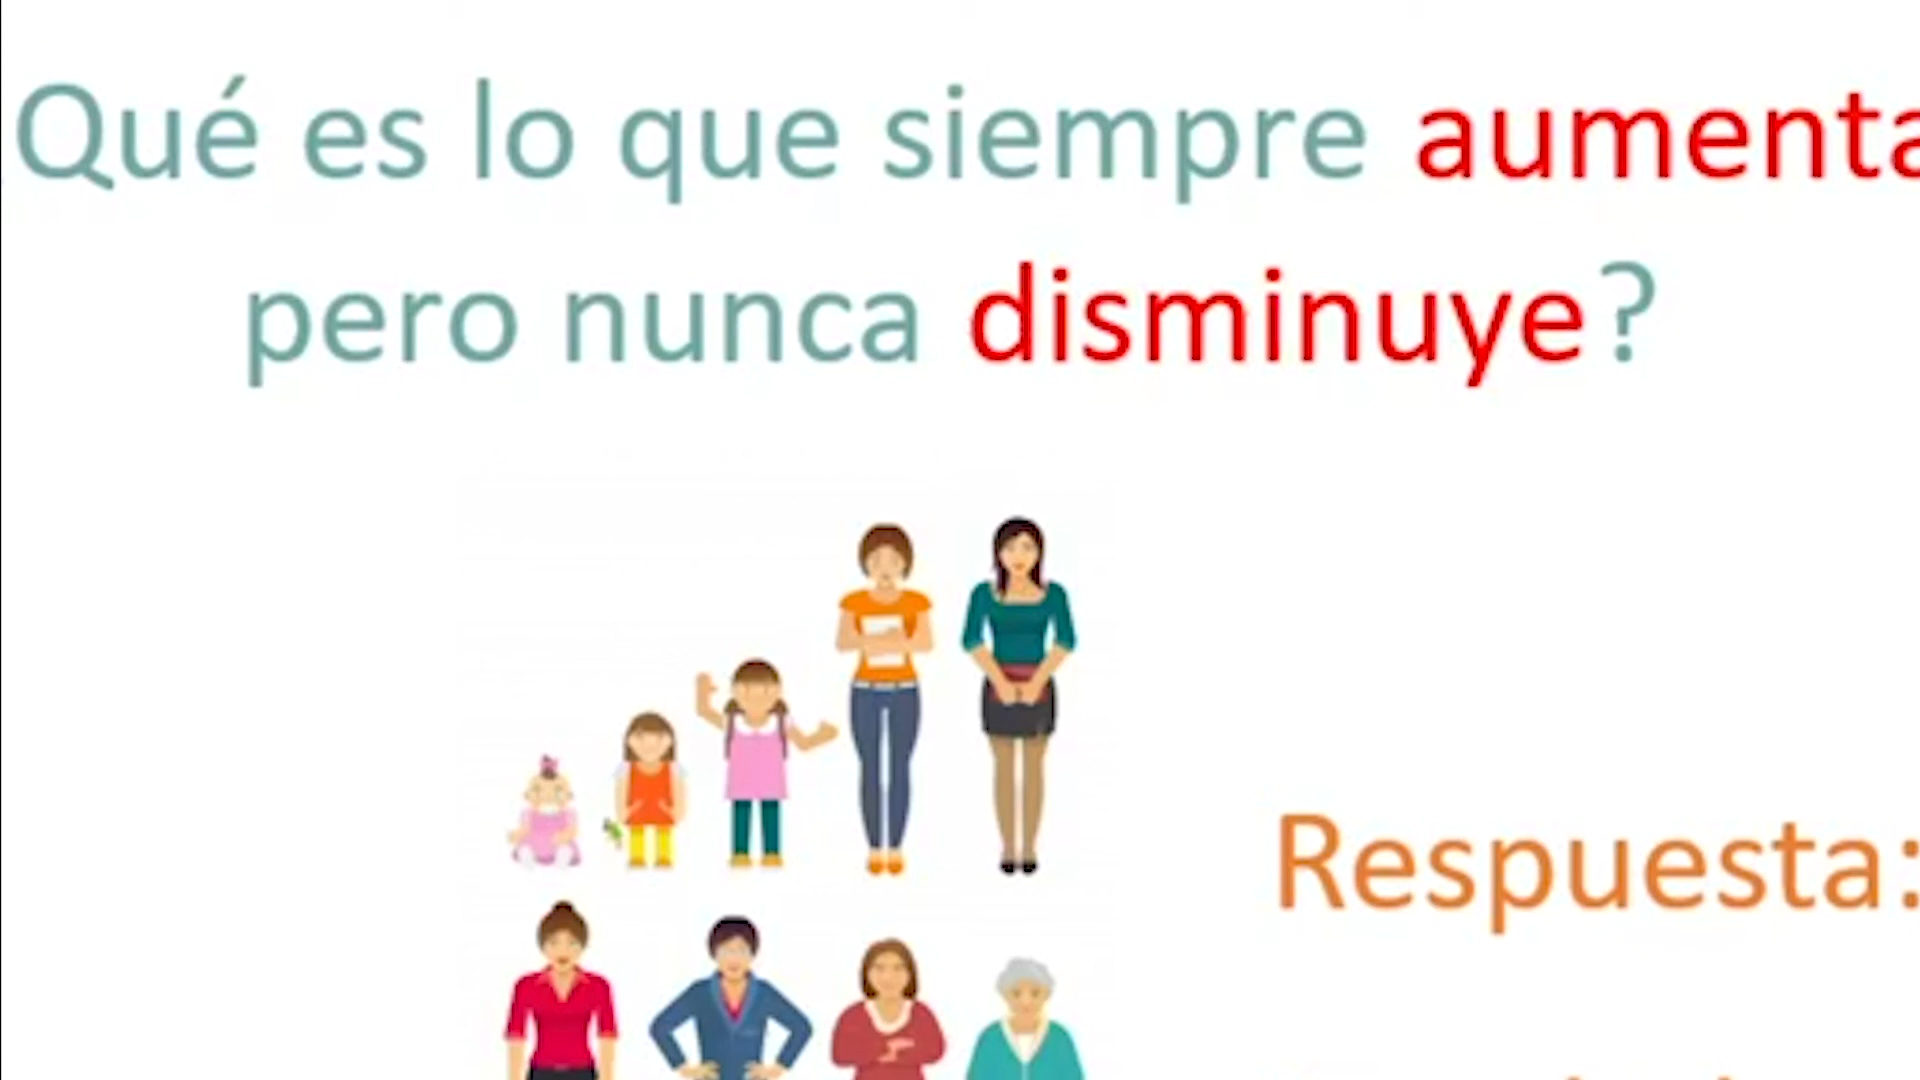 Qué es lo que siempre aumenta
pero nunca disminuye?
Respuesta: